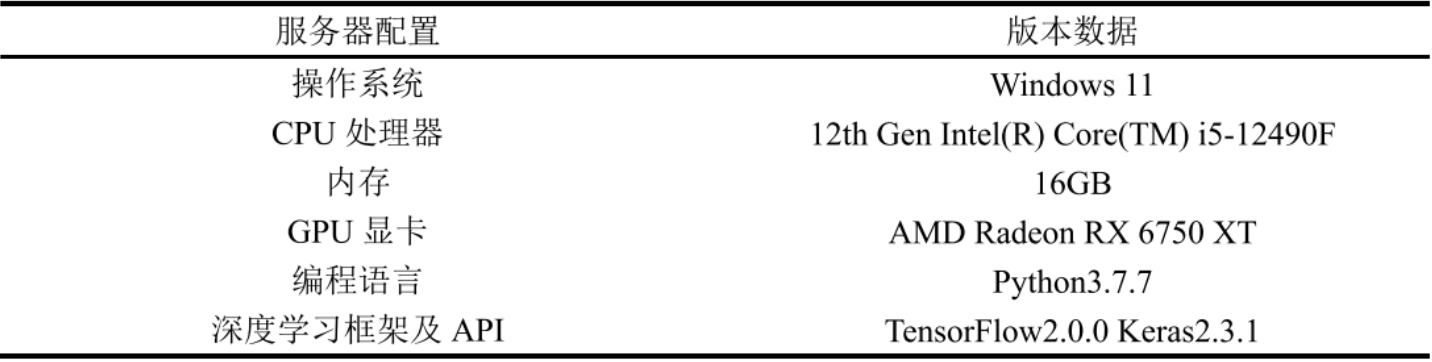 服务器配置 版本数据
操作系统 Windows 11
CPU 处理器 12th Gen Intel(R) Core(TM) i5-12490F
内存 16GB
GPU 显卡 AMD Radeon RX 6750 XT
编程语言 Python3.7.7
深度学习框架及 API TensorFlow2.0.0 Keras2.3.1